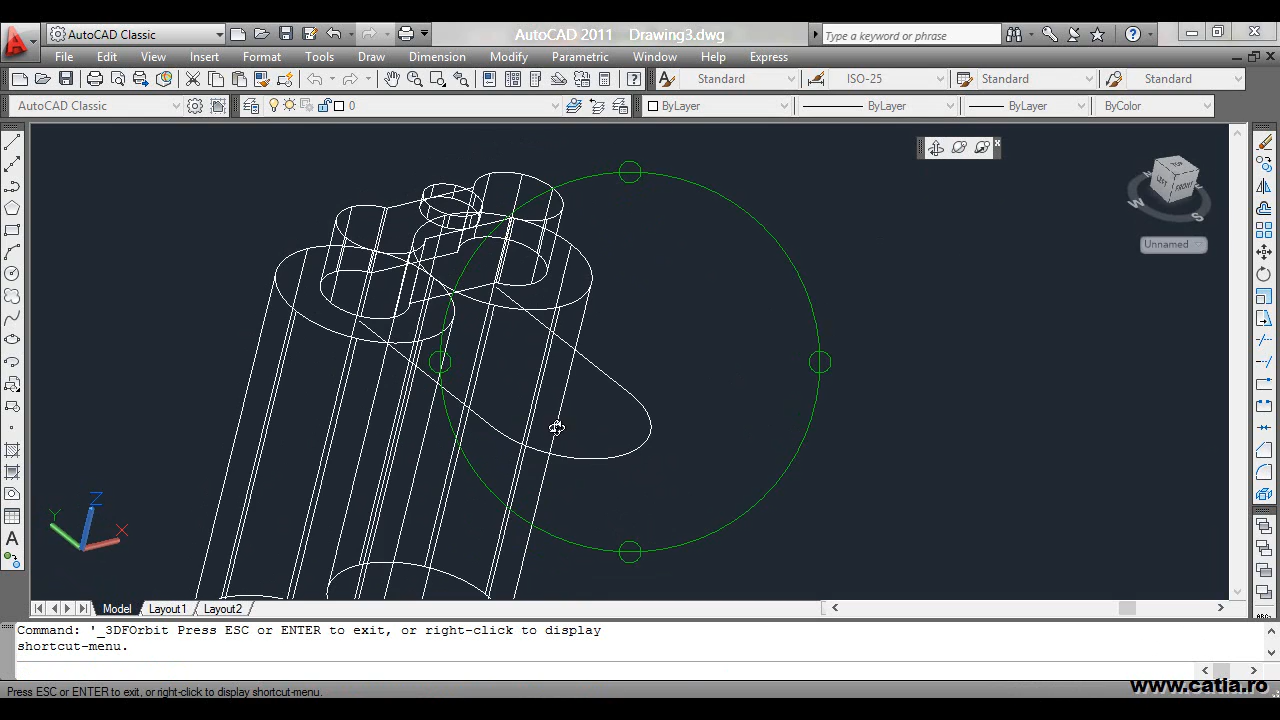 AutoCAD Classic
AutoCAD 2011 Drawing3.dwg
Type a keyword or phrase
File Edit View Insert Format Tools Draw Dimension Modify Parametric Window Help Express
Standard ISO-25 Standard Standard
AutoCAD Classic 0 ByLayer ByLayer ByLayer ByColor
TOP
LEFT FRONT
W S
Unnamed
Z
Y X
Model Layout1 Layout2
Command: '_3DFOrbit Press ESC or ENTER to exit, or right-click to display
shortcut-menu.
Press ESC or ENTER to exit, or right-click to display shortcut-menu.
www.catia.ro